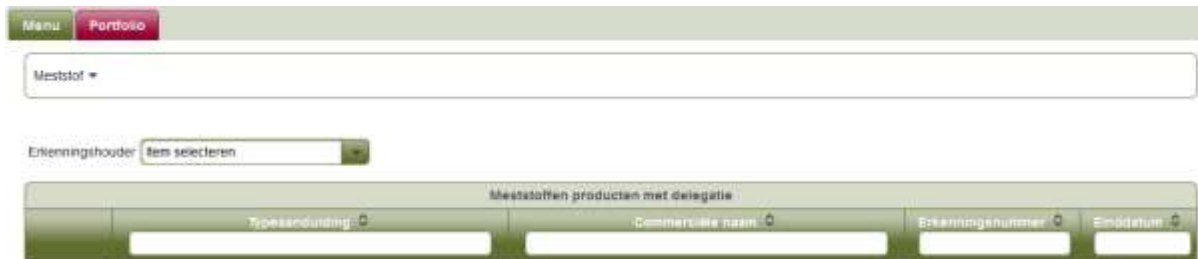 Menu Portfolio
Meststof
Erkenningshouder Item selecteren
Meststoffen producten met delegatie
Typeaanduiding Commerciële naam Erkenningsnummer Einddatum